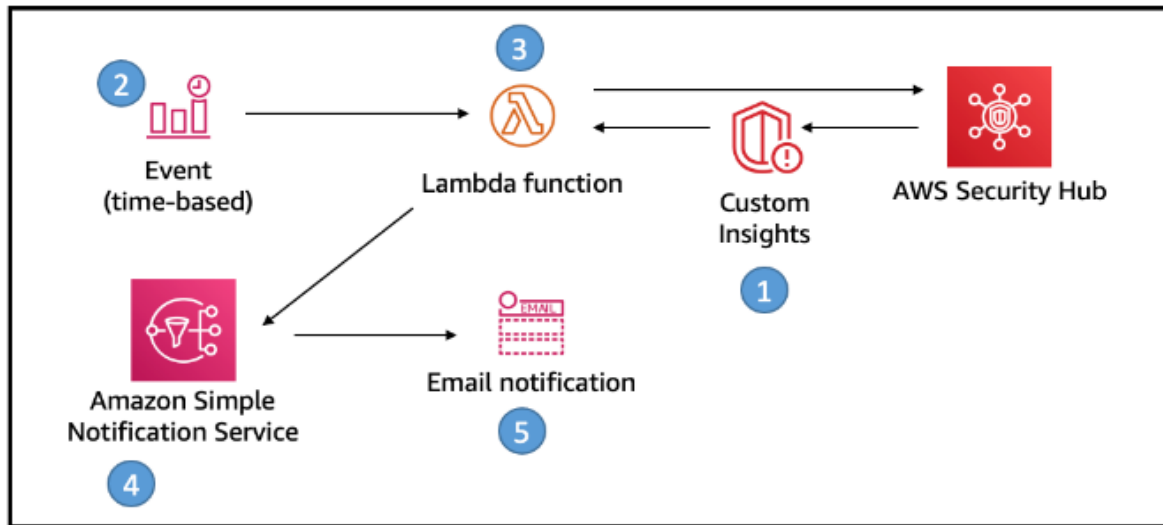 3
2
Event
(time-based)
Lambda function
Custom
Insights
AWS Security Hub
1
EMAIL
Amazon Simple
Notification Service
Email notification
4
5